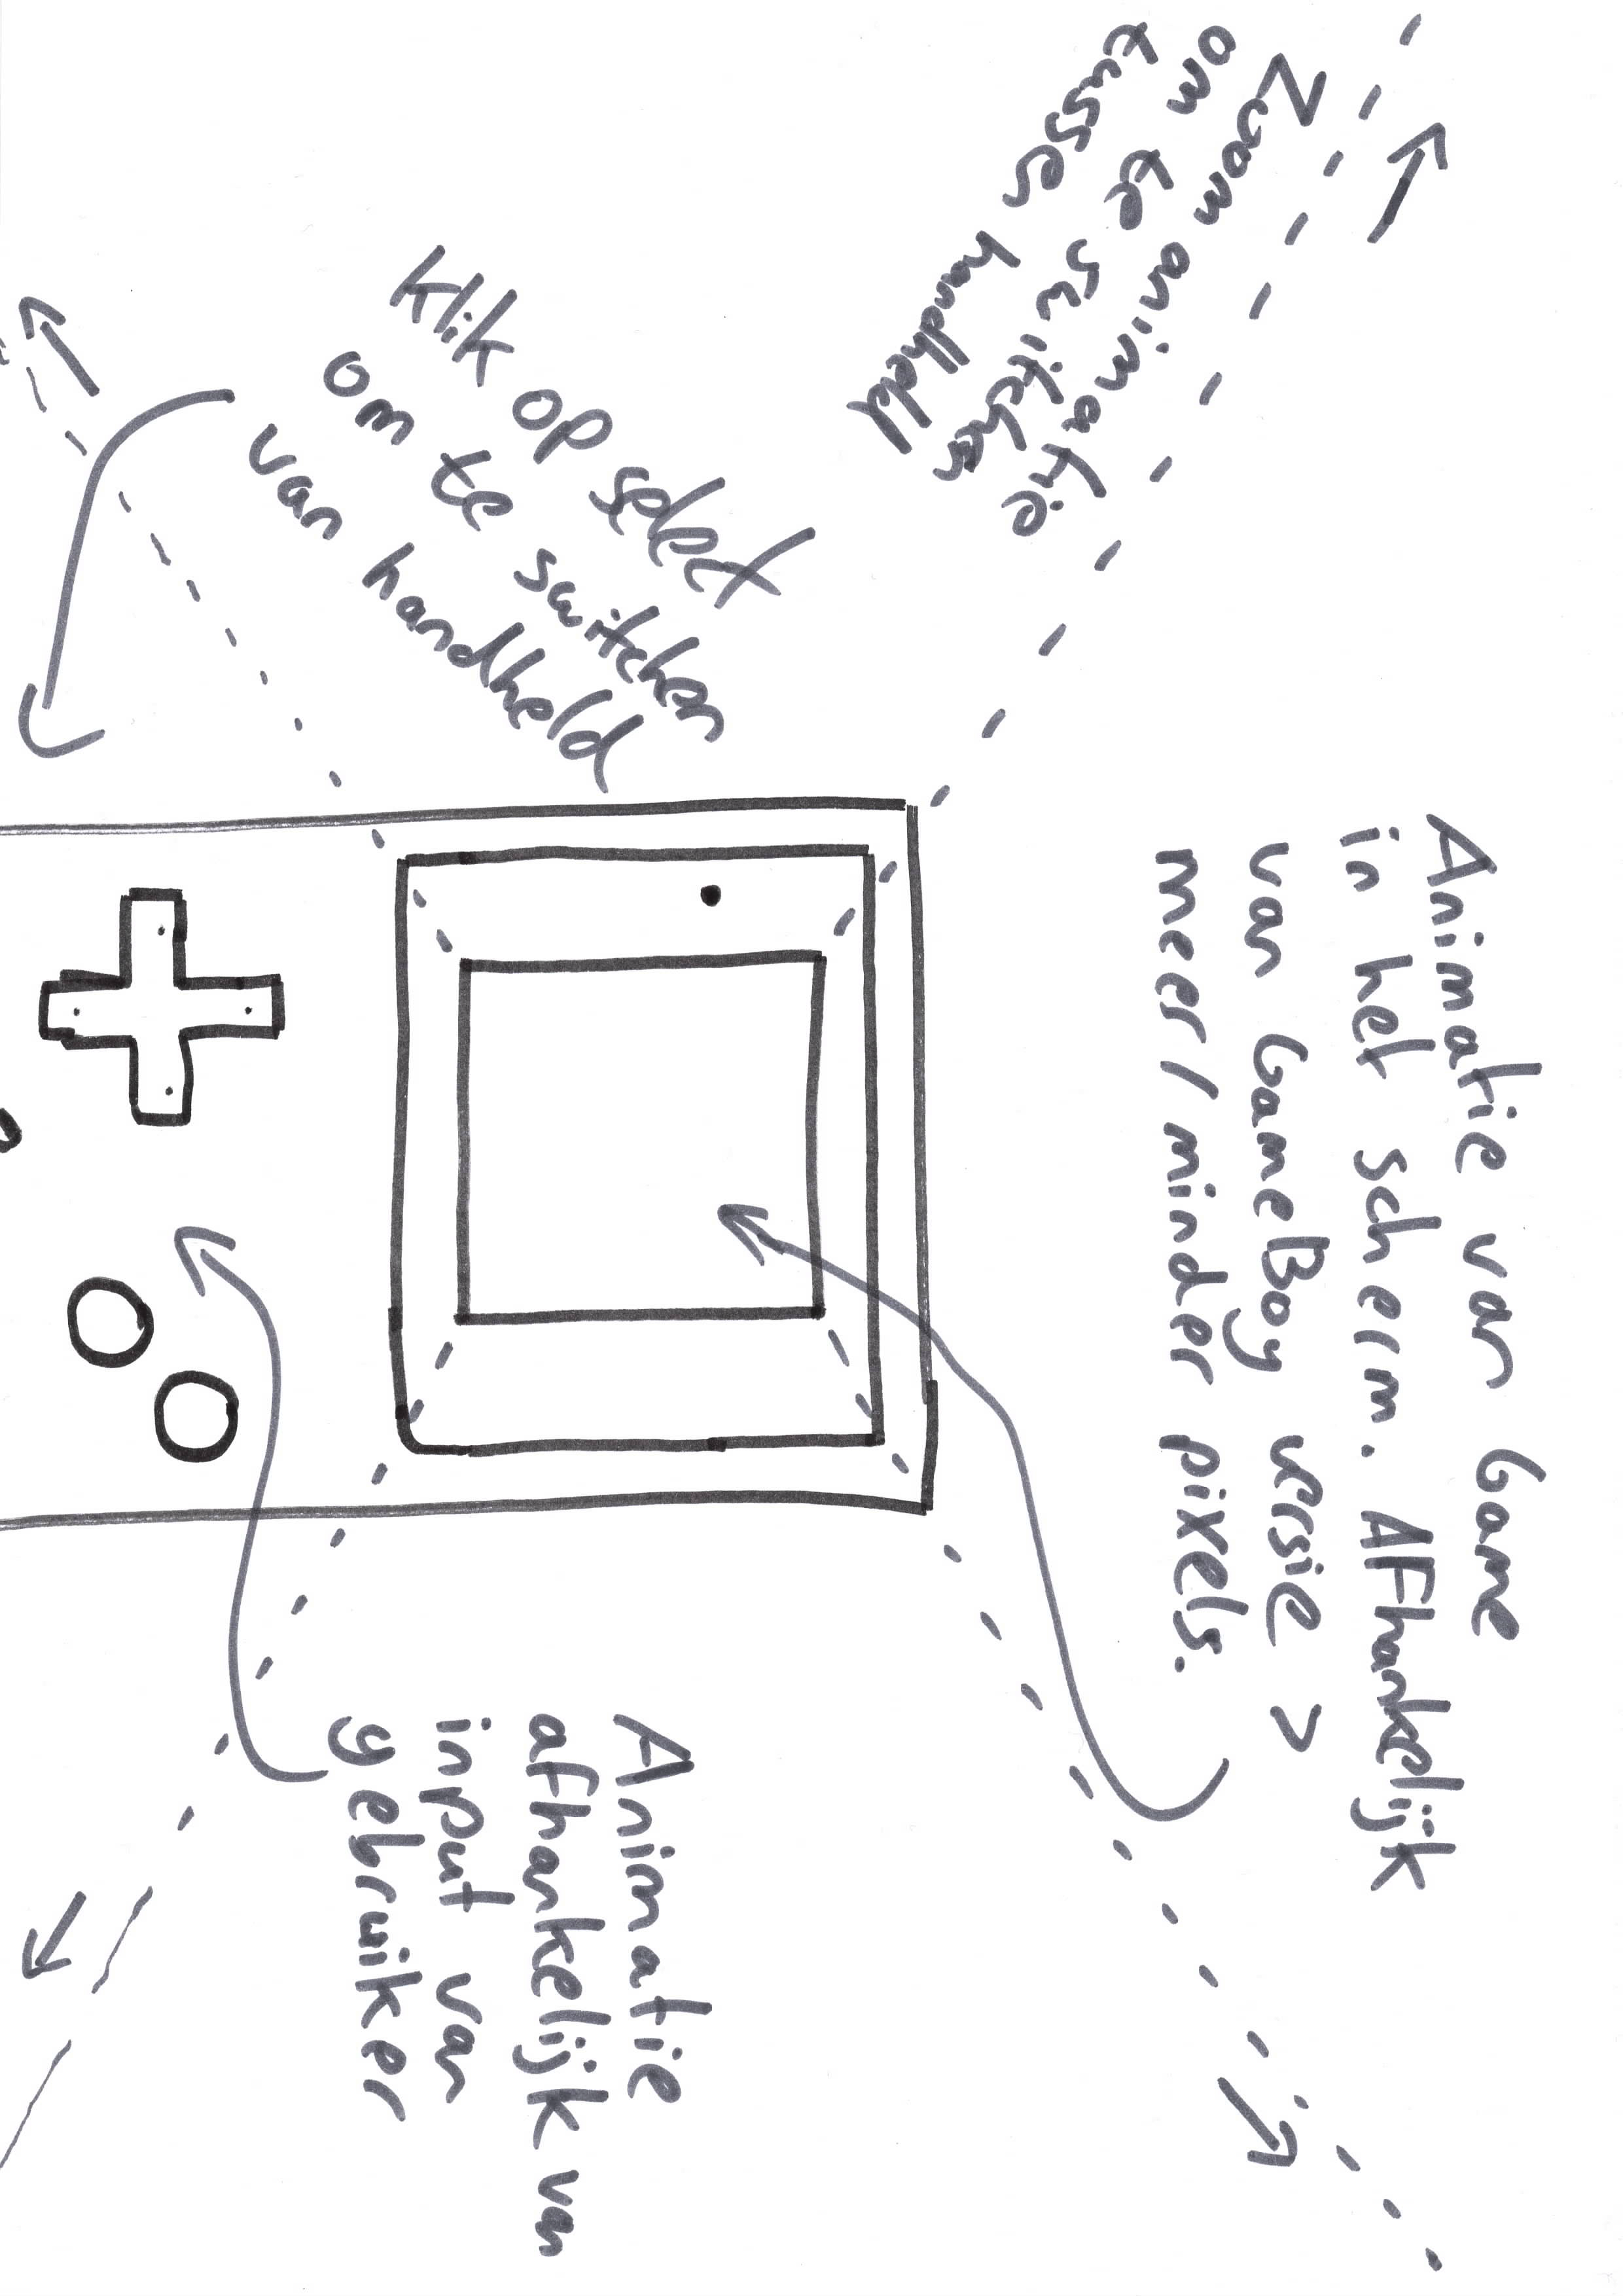 Animatie van Game
in het scherm. AFhankelijk
van GameBoy versie >
meer / minder pixels.
Zoom animatie
om te switchen
tussen handheld
Klik op select
om te switchen
van handheld
Animatie
afhankelijk van
input van
gebruiker